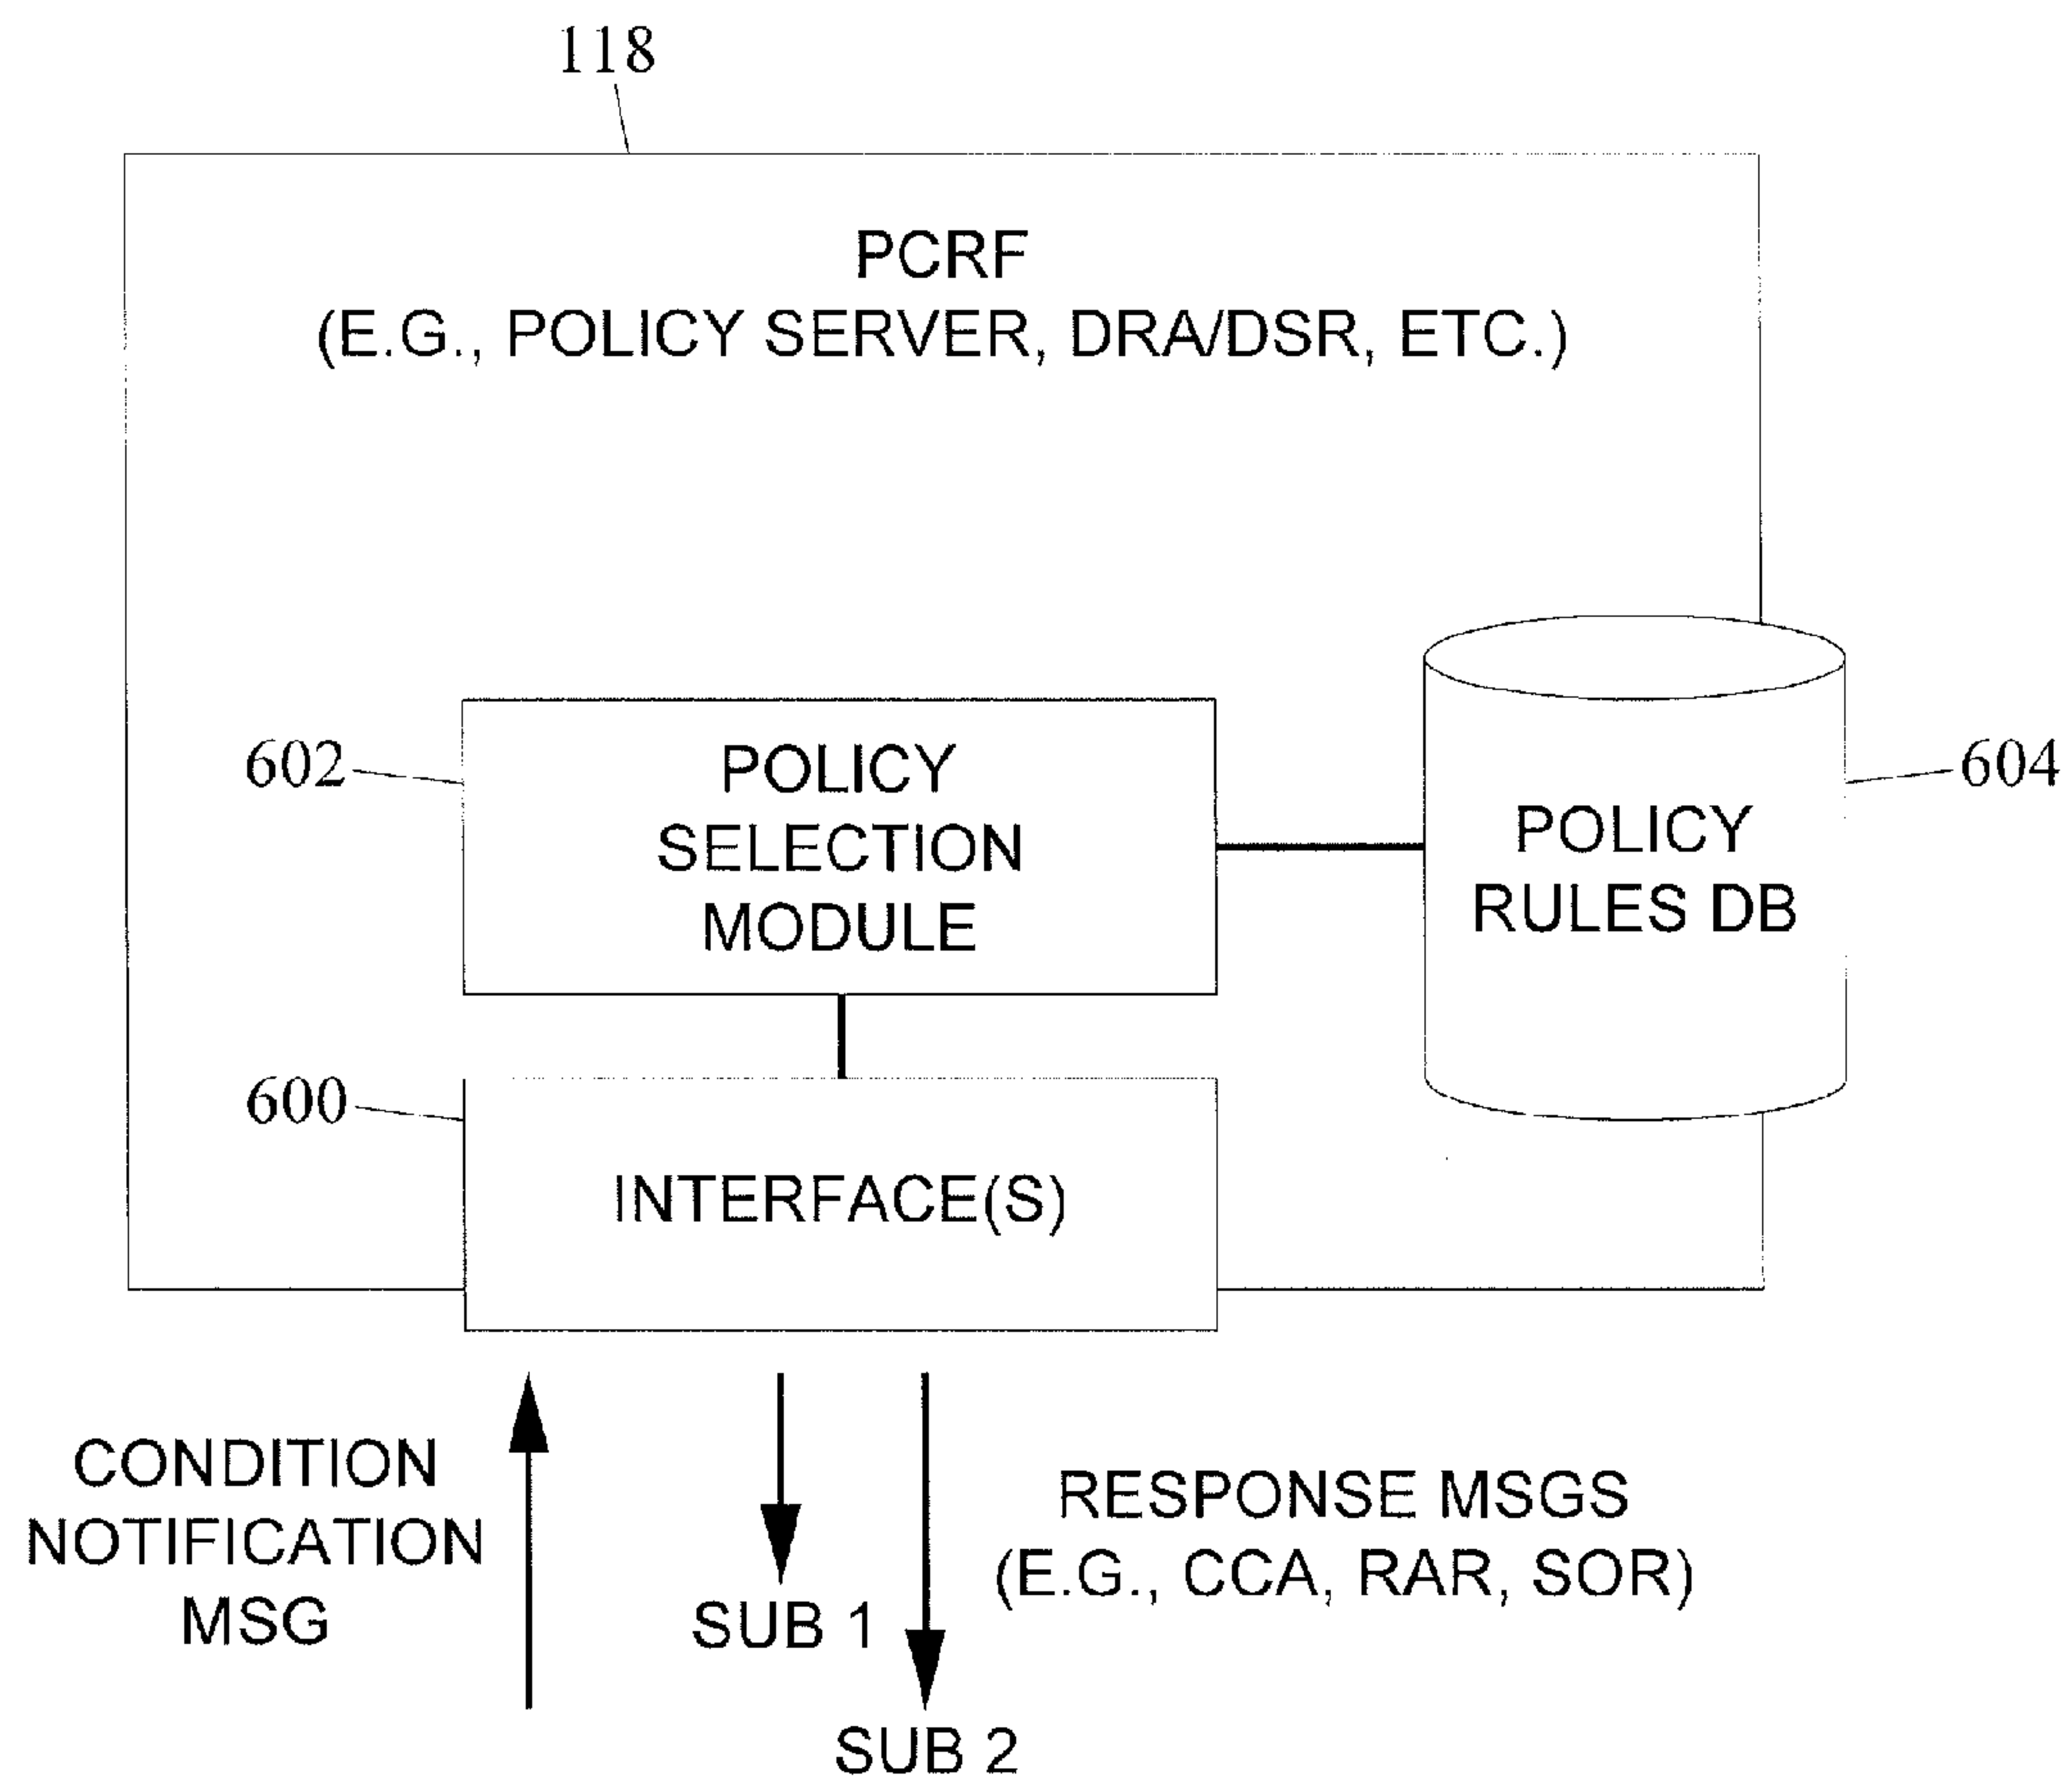 118
PCRF
(E.G., POLICY SERVER, DRA/DSR, ETC.)
602
POLICY
SELECTION
MODULE
604
POLICY
RULES DB
600
INTERFACE(S)
CONDITION
NOTIFICATION
MSG
SUB 1
SUB 2
RESPONSE MSGS
(E.G., CCA, RAR, SOR)